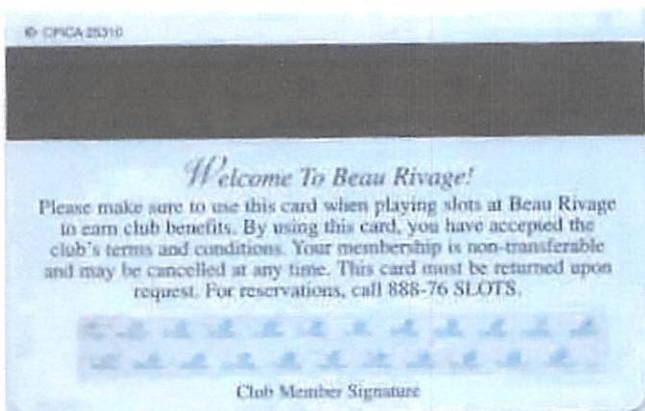 © CPICA 25310
Welcome To Beau Rivage!
Please make sure to use this card when playing slots at Beau Rivage
to earn club benefits. By using this card, you have accepted the
club's terms and conditions. Your membership is non-transferable
and may be cancelled at any time. This card must be returned upon
request. For reservations, call 888-76 SLOTS.
Club Member Signature